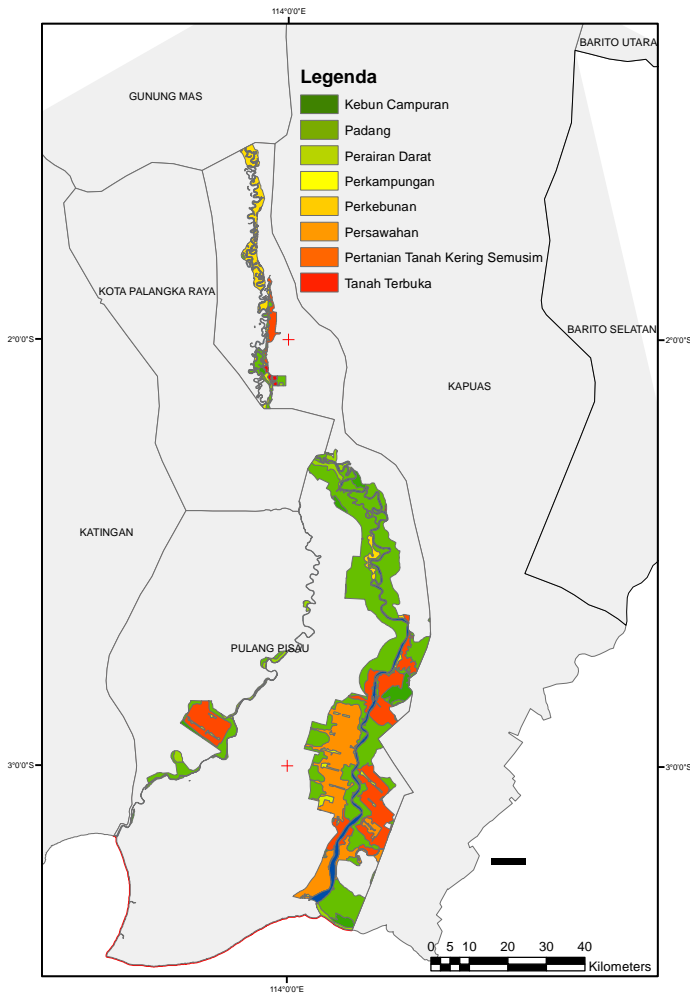 114°0'0"E
BARITO UTARA
GUNUNG MAS
Legenda
Kebun Campuran
Padang
Perairan Darat
Perkampungan
Perkebunan
Persawahan
Pertanian Tanah Kering Semusim
Tanah Terbuka
KOTA PALANGKA RAYA
BARITO SELATAN
2°0'0"S
2°0'0"S
KAPUAS
KATINGAN
PULANG PISAU
3°0'0"S
3°0'0"S
0 5 10 20 30 40
Kilometers
114°0'0"E